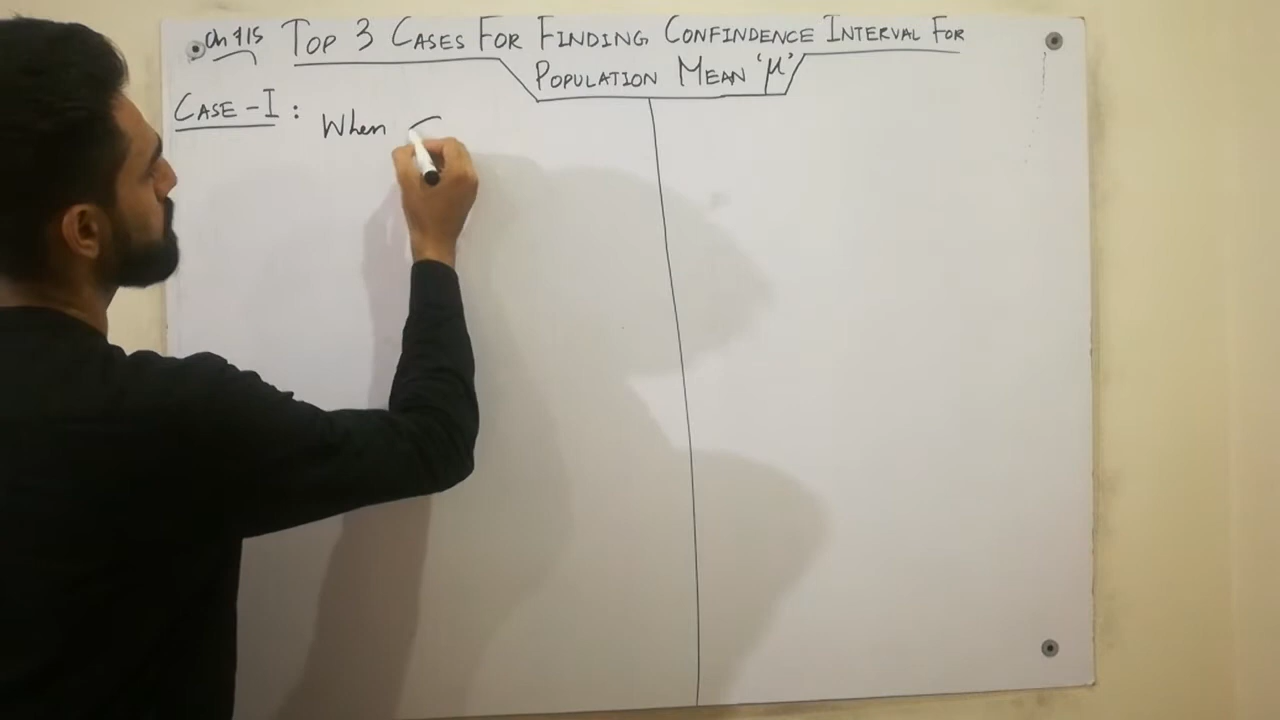 Ch #15 TOP 3 CASES FOR FINDING CONFINDENCE INTERVAL FOR
POPULATION MEAN 'μ'
CASE-I: When